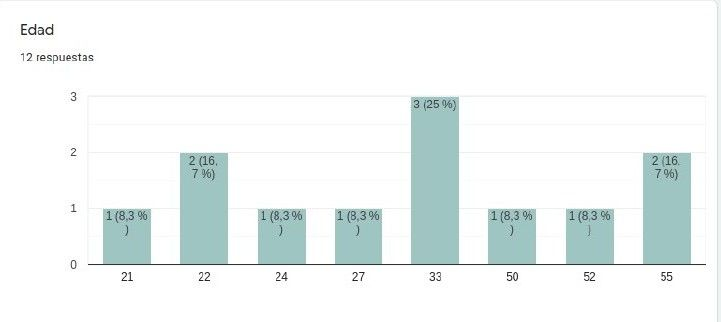 Edad
12 respuestas
3
2
1
0
1 (8,3 %
)
2 (16.
7 %)
1 (8,3 %
)
1 (8,3 %
)
3 (25 %)
1 (8,3 %
)
1 (8,3 %
)
2 (16.
7 %)
21 22 24 27 33 50 52 55